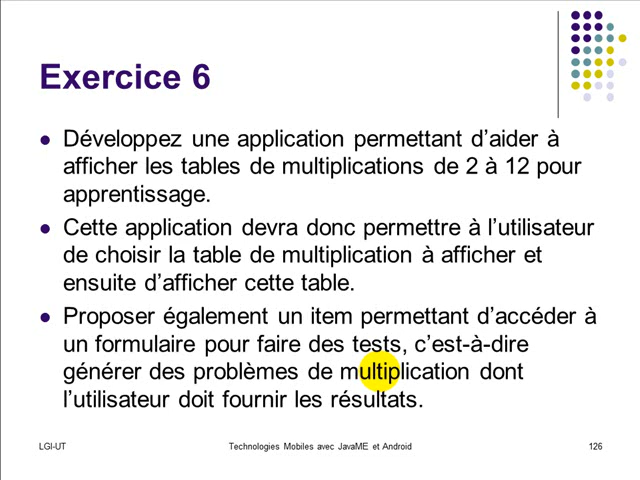 Exercice 6
Développez une application permettant d’aider à
afficher les tables de multiplications de 2 à 12 pour
apprentissage.
Cette application devra donc permettre à l’utilisateur
de choisir la table de multiplication à afficher et
ensuite d’afficher cette table.
Proposer également un item permettant d’accéder à
un formulaire pour faire des tests, c’est-à-dire
générer des problèmes de multiplication dont
l’utilisateur doit fournir les résultats.
LGI-UT
Technologies Mobiles avec JavaME et Android
126